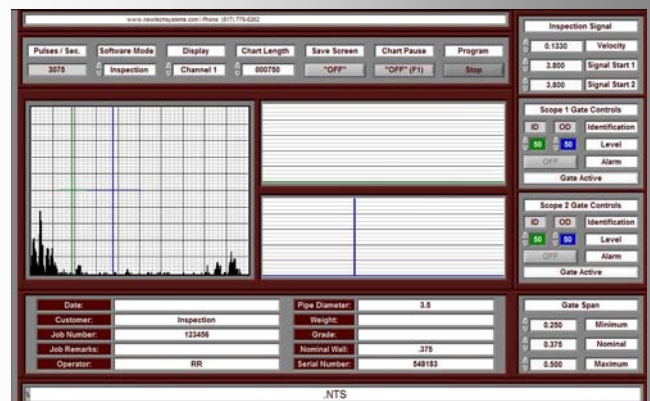 www.newtechsystems.com | Phone: (817) 776-6262
Pulses / Sec. Software Mode Display Chart Length Save Screen Chart Pause Program
3075 Inspection Channel 1 000750 "OFF" "OFF" (F1) Stop
Inspection Signal
0.1330 Velocity
3.800 Signal Start 1
3.800 Signal Start 2
Scope 1 Gate Controls
ID OD Identification
50 50 Level
OFF Alarm
Gate Active
Scope 2 Gate Controls
ID OD Identification
50 50 Level
OFF Alarm
Gate Active
Date: Pipe Diameter: 3.5
Customer: Inspection Weight:
Job Number: 123456 Grade:
Job Remarks: Nominal Wall: .375
Operator: RR Serial Number: 548183
Gate Span
0.250 Minimum
0.375 Nominal
0.500 Maximum
.NTS